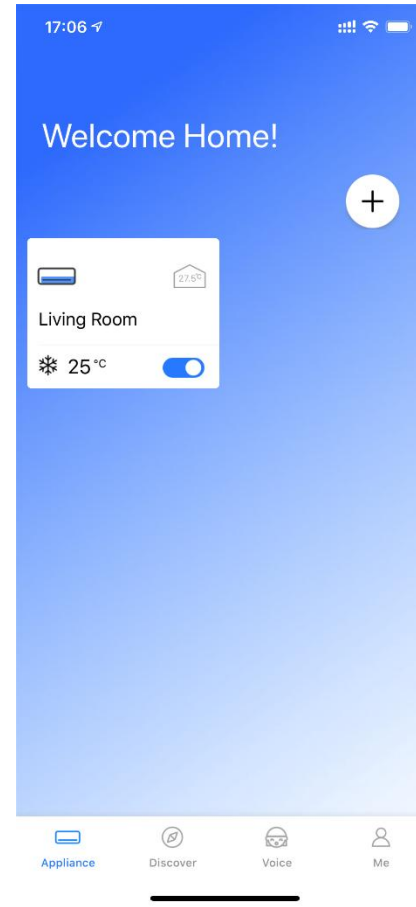 17:06
Welcome Home!
+
27.5°C
Living Room
25°C
Appliance Discover Voice Me